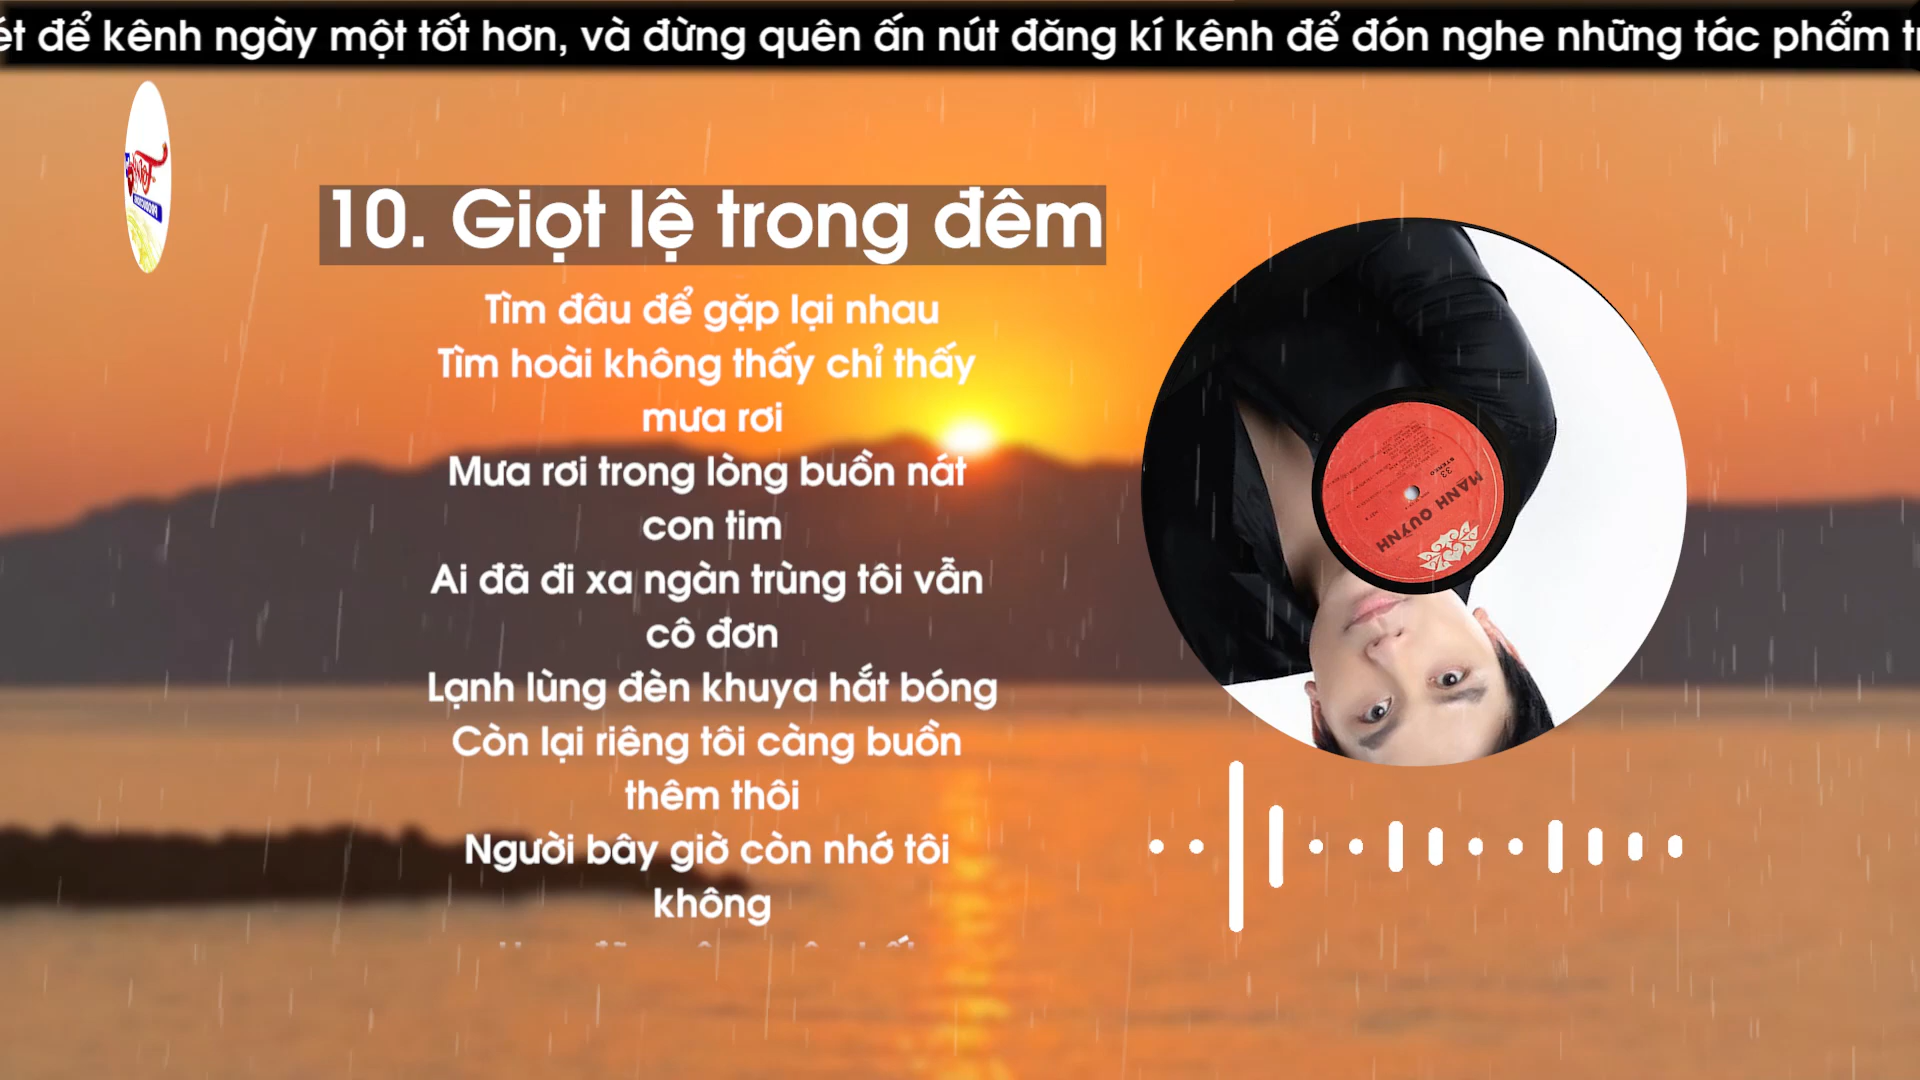 để kênh ngày một tốt hơn, và đừng quên ấn nút đăng kí kênh để đón nghe những tác phẩm
10. Giọt lệ trong đêm
Tìm đâu để gặp lại nhau
Tìm hoài không thấy chỉ thấy
mưa rơi
Mưa rơi trong lòng buồn nát
con tim
Ai đã đi xa ngàn trùng tôi vẫn
cô đơn
Lạnh lùng đèn khuya hắt bóng
Còn lại riêng tôi càng buồn
thêm thôi
Người bây giờ còn nhớ tôi
không
33
STEREO
MẠNH QUỲNH